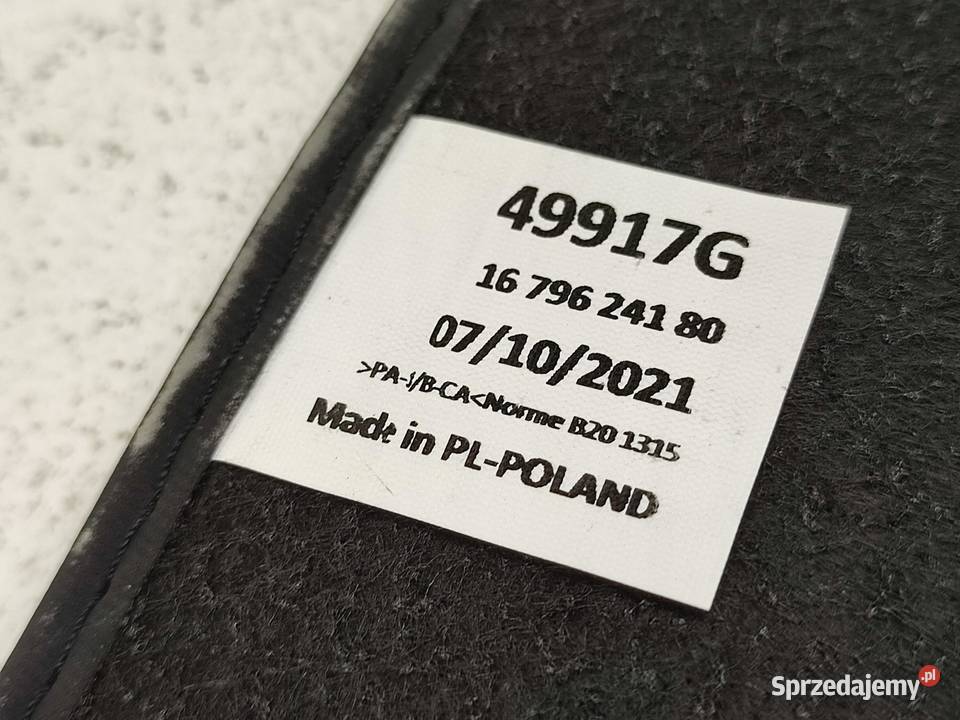 49917G
16 796 241 80
07/10/2021
>PA-i/B-CA<Norme B20 1315
Made in PL-POLAND
Sprzedajemy.pl